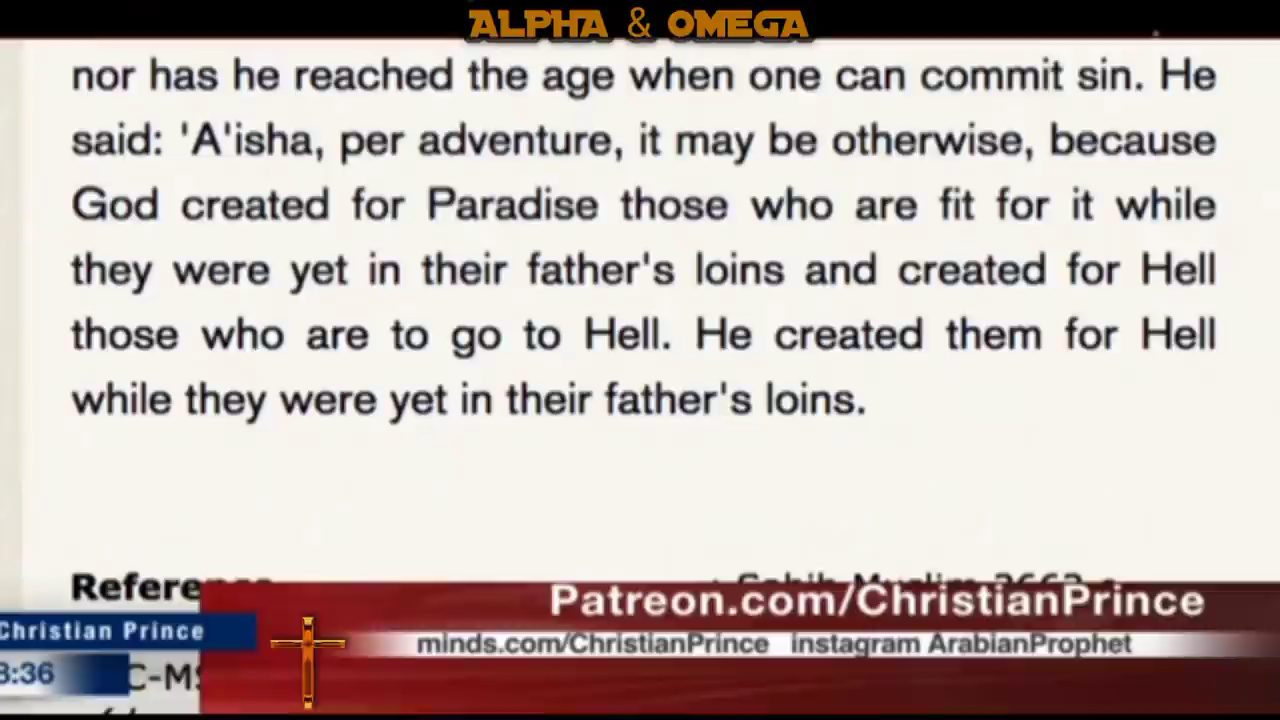 ALPHA & OMEGA
nor has he reached the age when one can commit sin. He
said: 'A'isha, per adventure, it may be otherwise, because
God created for Paradise those who are fit for it while
they were yet in their father's loins and created for Hell
those who are to go to Hell. He created them for Hell
while they were yet in their father's loins.
Refere
Patreon.com/ChristianPrince
Christian Prince
minds.com/ChristianPrince instagram ArabianProphet
3:36